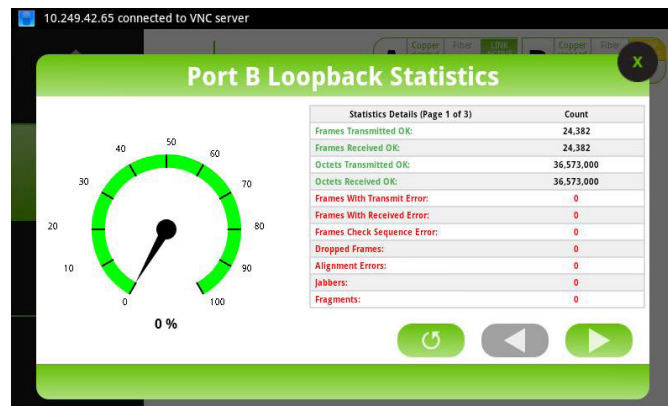 10.249.42.65 connected to VNC server
Copper Fiber LINK Copper Fiber
X
Port B Loopback Statistics
Statistics Details (Page 1 of 3) Count
Frames Transmitted OK: 24,382
Frames Received OK: 24,382
Octets Transmitted OK: 36,573,000
Octets Received OK: 36,573,000
Frames With Transmit Error: 0
Frames With Received Error: 0
Frames Check Sequence Error: 0
Dropped Frames: 0
Alignment Errors: 0
Jabbers: 0
Fragments: 0
0
10
20
30
40
50
60
70
80
90
100
0 %